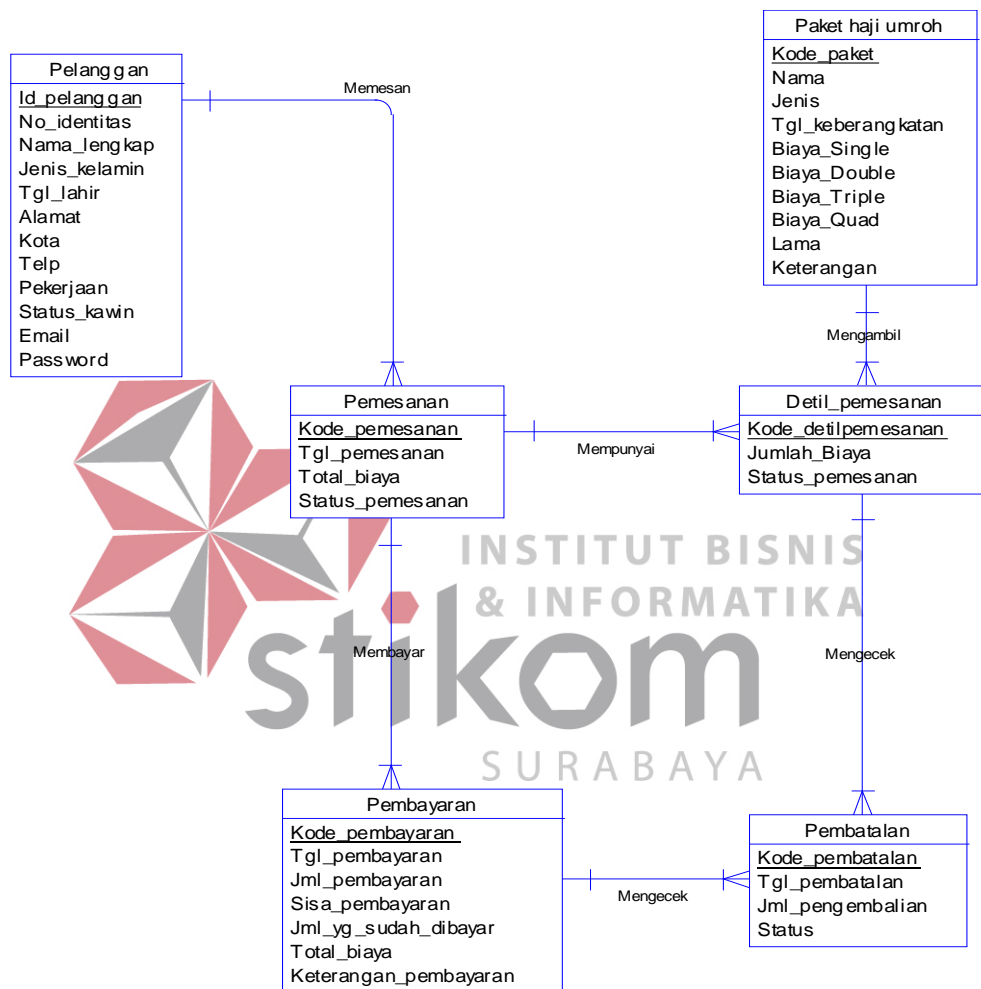 Paket haji umroh
Kode_paket
Nama
Jenis
Tgl_keberangkatan
Biaya_Single
Biaya_Double
Biaya_Triple
Biaya_Quad
Lama
Keterangan
Pelanggan
Id_pelanggan
No_identitas
Nama_lengkap
Jenis_kelamin
Tgl_lahir
Alamat
Kota
Telp
Pekerjaan
Status_kawin
Email
Password
Memesan
Mengambil
Pemesanan
Kode_pemesanan
Tgl_pemesanan
Total_biaya
Status_pemesanan
Mempunyai
Detil_pemesanan
Kode_detilpemesanan
Jumlah_Biaya
Status_pemesanan
INSTITUT BISNIS
& INFORMATIKA
stikom
SURABAYA
Membayar
Mengecek
Pembayaran
Kode_pembayaran
Tgl_pembayaran
Jml_pembayaran
Sisa_pembayaran
Jml_yg_sudah_dibayar
Total_biaya
Keterangan_pembayaran
Mengecek
Pembatalan
Kode_pembatalan
Tgl_pembatalan
Jml_pengembalian
Status